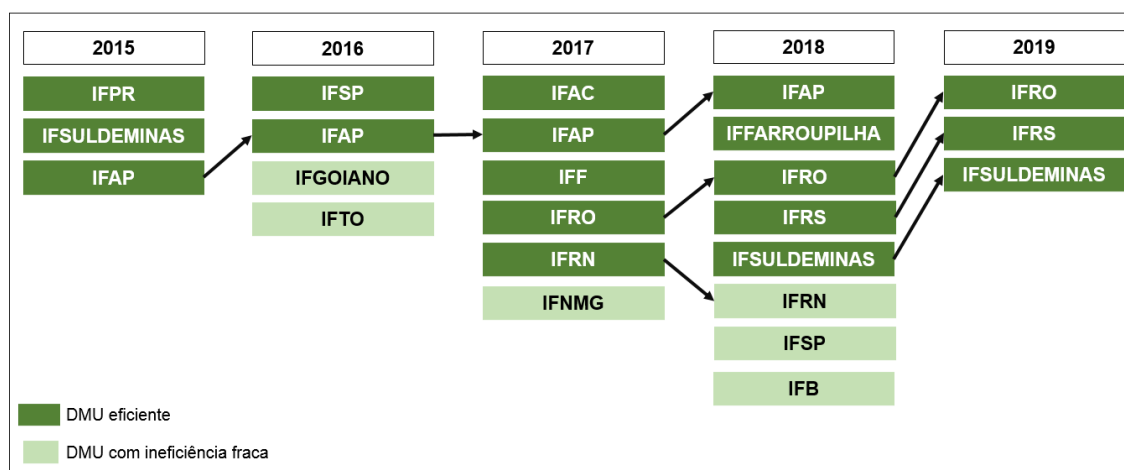 2015
IFPR
IFSULDEMINAS
IFAP
2016
IFSP
IFAP
IFGOIANO
IFTO
2017
IFAC
IFAP
IFF
IFRO
IFRN
IFNMG
2018
IFAP
IFFARROUPILHA
IFRO
IFRS
IFSULDEMINAS
IFRN
IFSP
IFB
2019
IFRO
IFRS
IFSULDEMINAS
DMU eficiente
DMU com ineficiência fraca